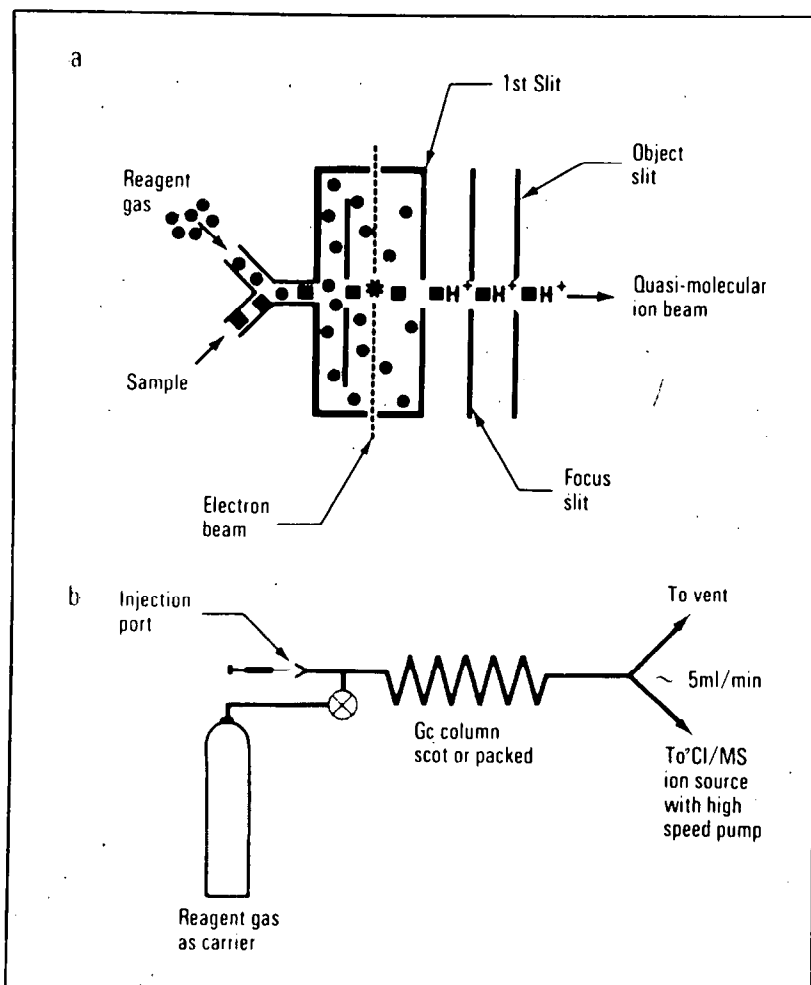 a
1st Slit
Object
slit
Reagent
gas
H+ H+ H+
Quasi-molecular
ion beam
Sample
Electron
beam
Focus
slit
b
Injection
port
To vent
~ 5ml/min
Gc column
scot or packed
To CI/MS
ion source
with high
speed pump
Reagent gas
as carrier